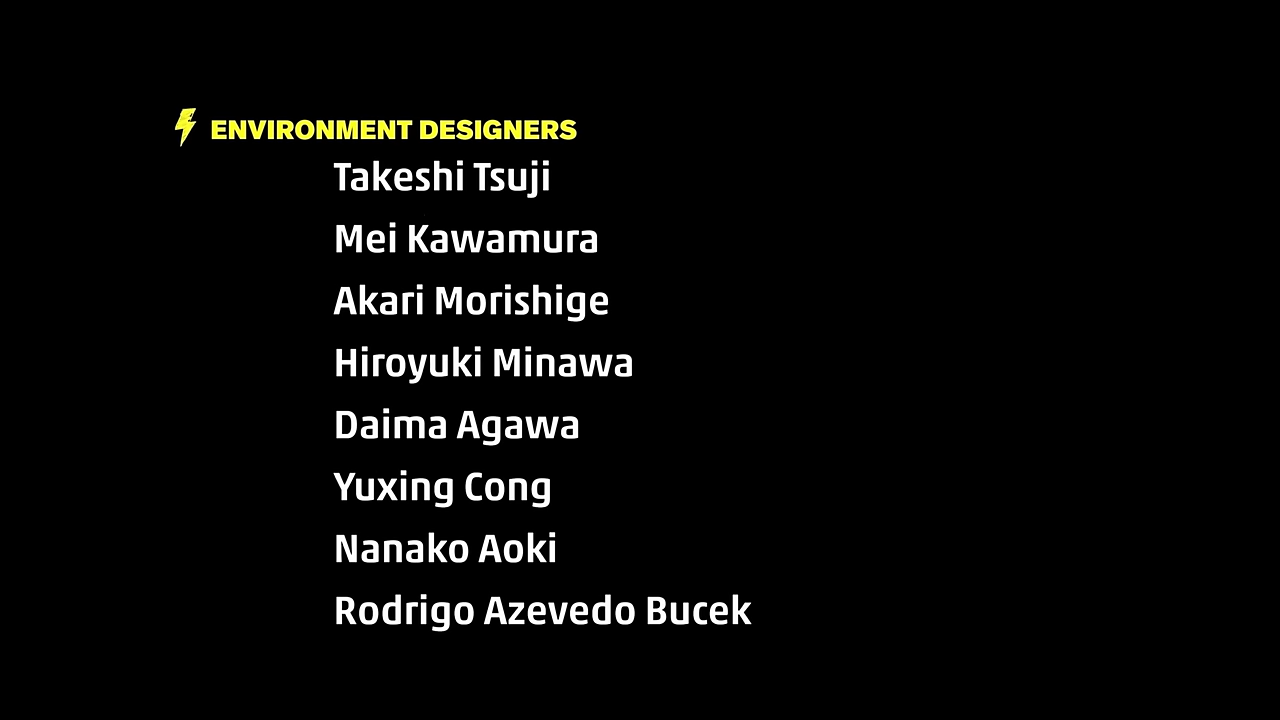 ENVIRONMENT DESIGNERS
Takeshi Tsuji
Mei Kawamura
Akari Morishige
Hiroyuki Minawa
Daima Agawa
Yuxing Cong
Nanako Aoki
Rodrigo Azevedo Bucek